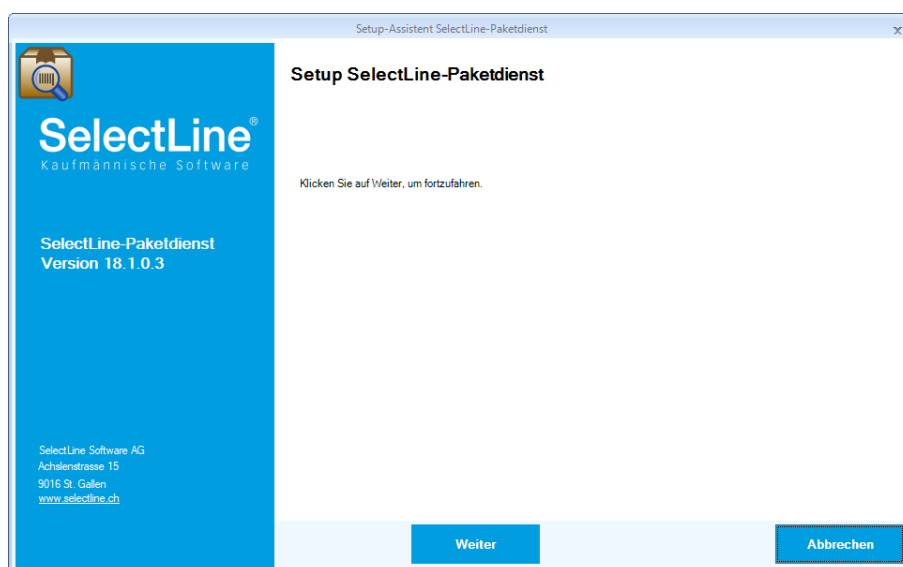 Setup-Assistent SelectLine-Paketdienst
x
SelectLine®
Kaufmännische Software
SelectLine-Paketdienst
Version 18.1.0.3
SelectLine Software AG
Achslenstrasse 15
9016 St. Gallen
www.selectline.ch
Setup SelectLine-Paketdienst
Klicken Sie auf Weiter, um fortzufahren.
Weiter
Abbrechen